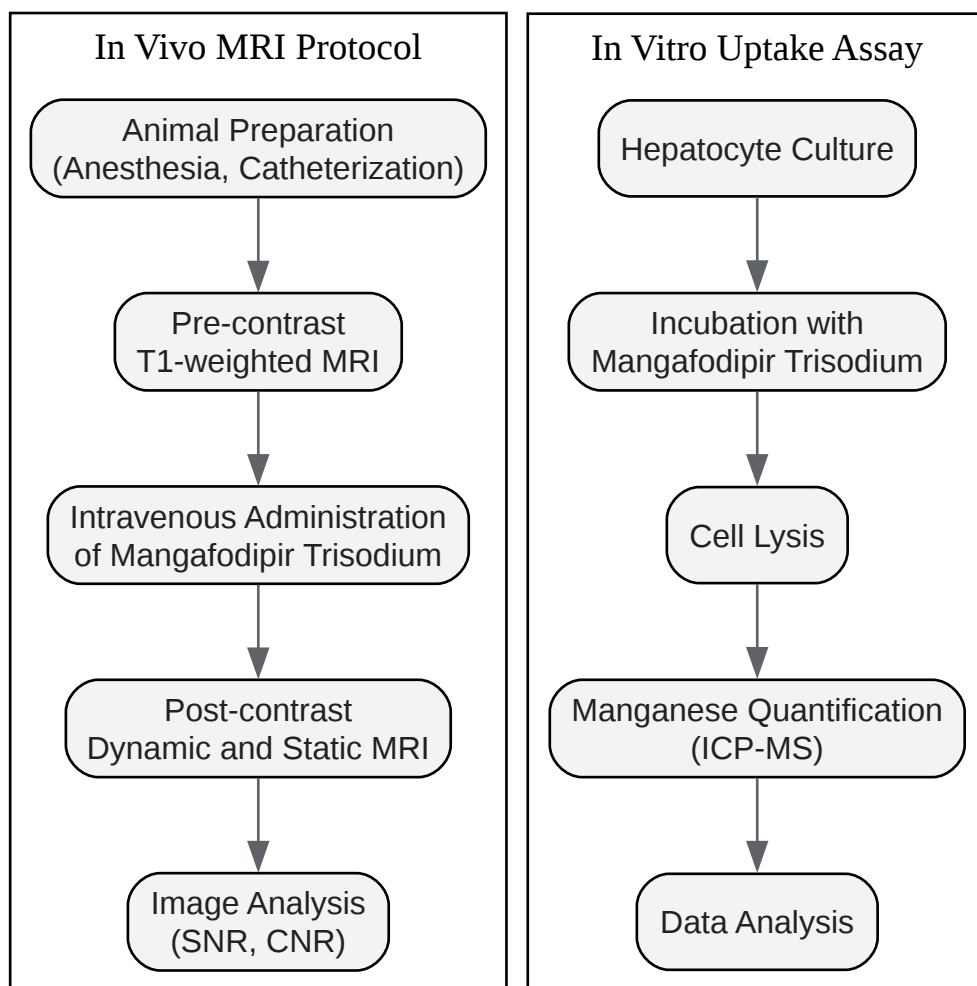 In Vivo MRI Protocol
Animal Preparation
(Anesthesia, Catheterization)
Pre-contrast
T1-weighted MRI
Intravenous Administration
of Mangafodipir Trisodium
Post-contrast
Dynamic and Static MRI
Image Analysis
(SNR, CNR)
In Vitro Uptake Assay
Hepatocyte Culture
Incubation with
Mangafodipir Trisodium
Cell Lysis
Manganese Quantification
(ICP-MS)
Data Analysis